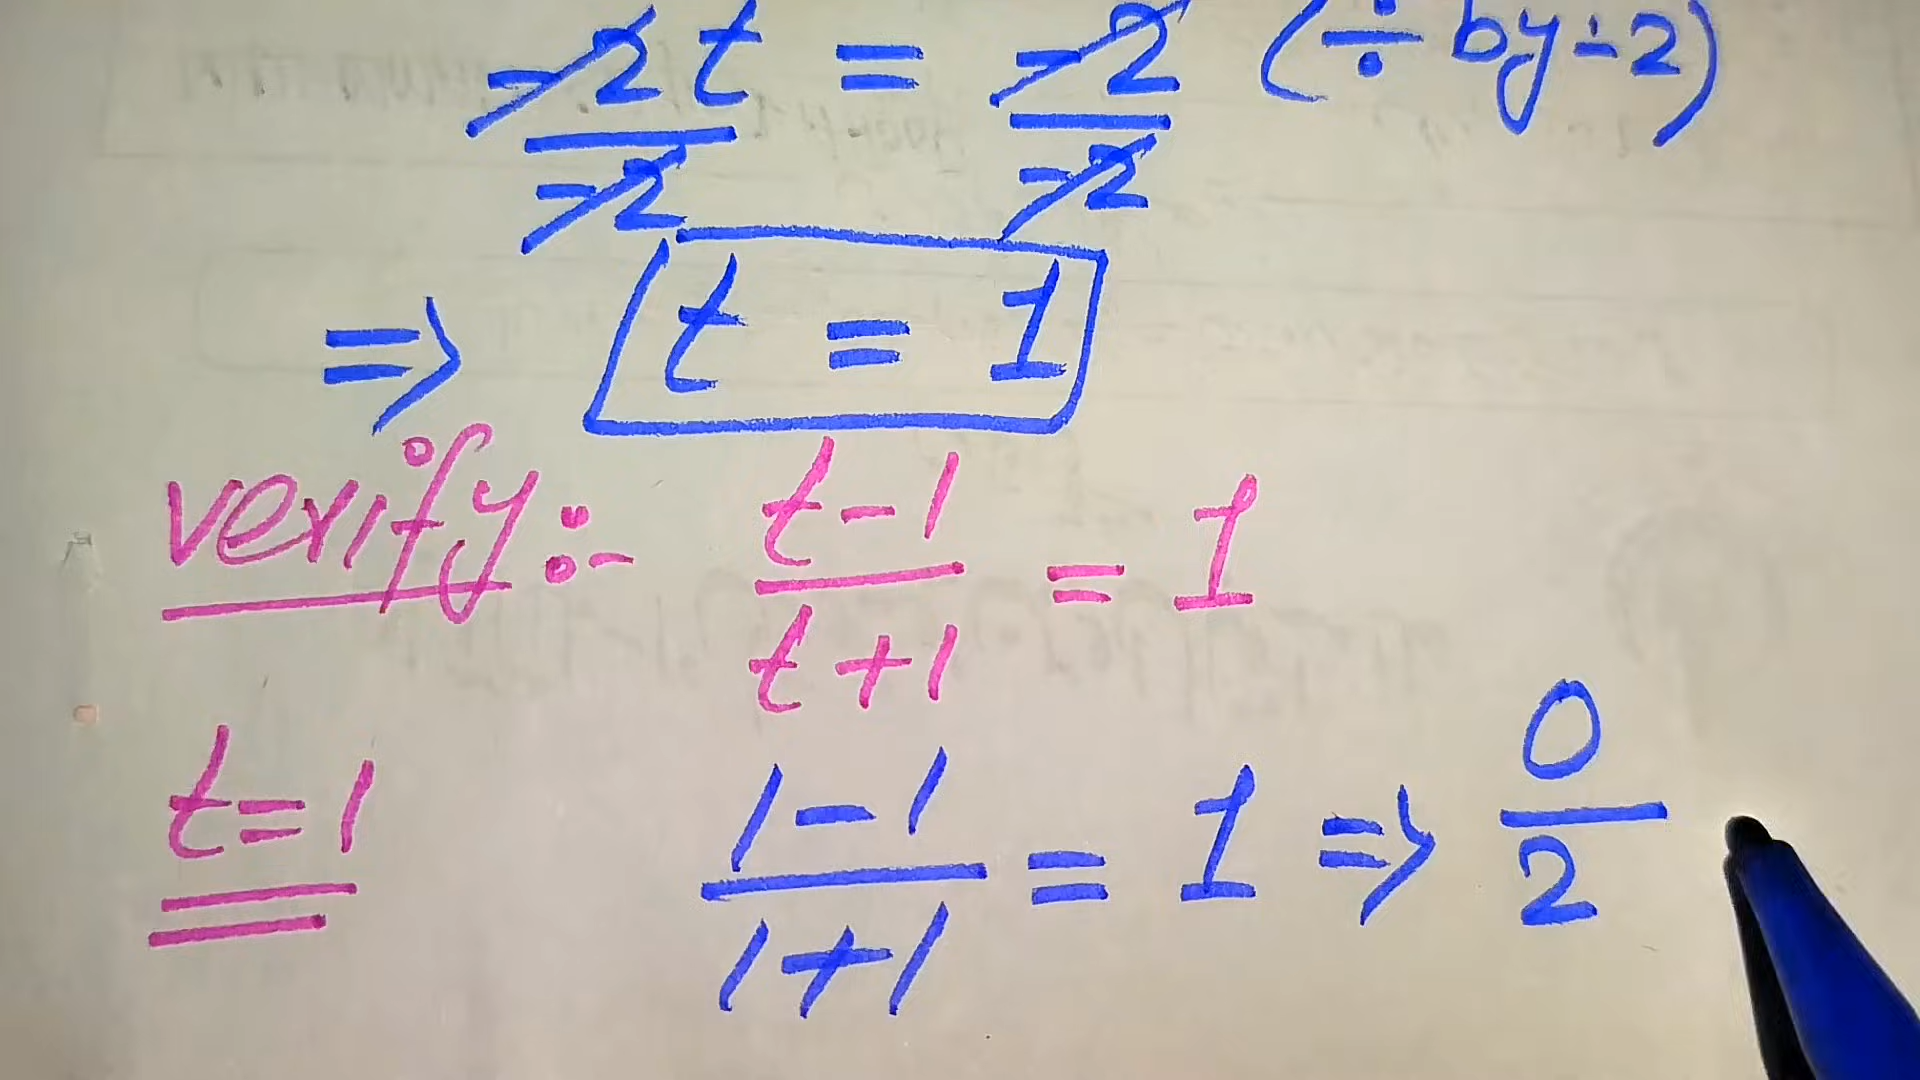 -2t/-2 = -2/-2 (÷ by -2)
⇒ t = 1
verify :- t-1/t+1 = 1
t=1 1-1/1+1 = 1 ⇒ 0/2